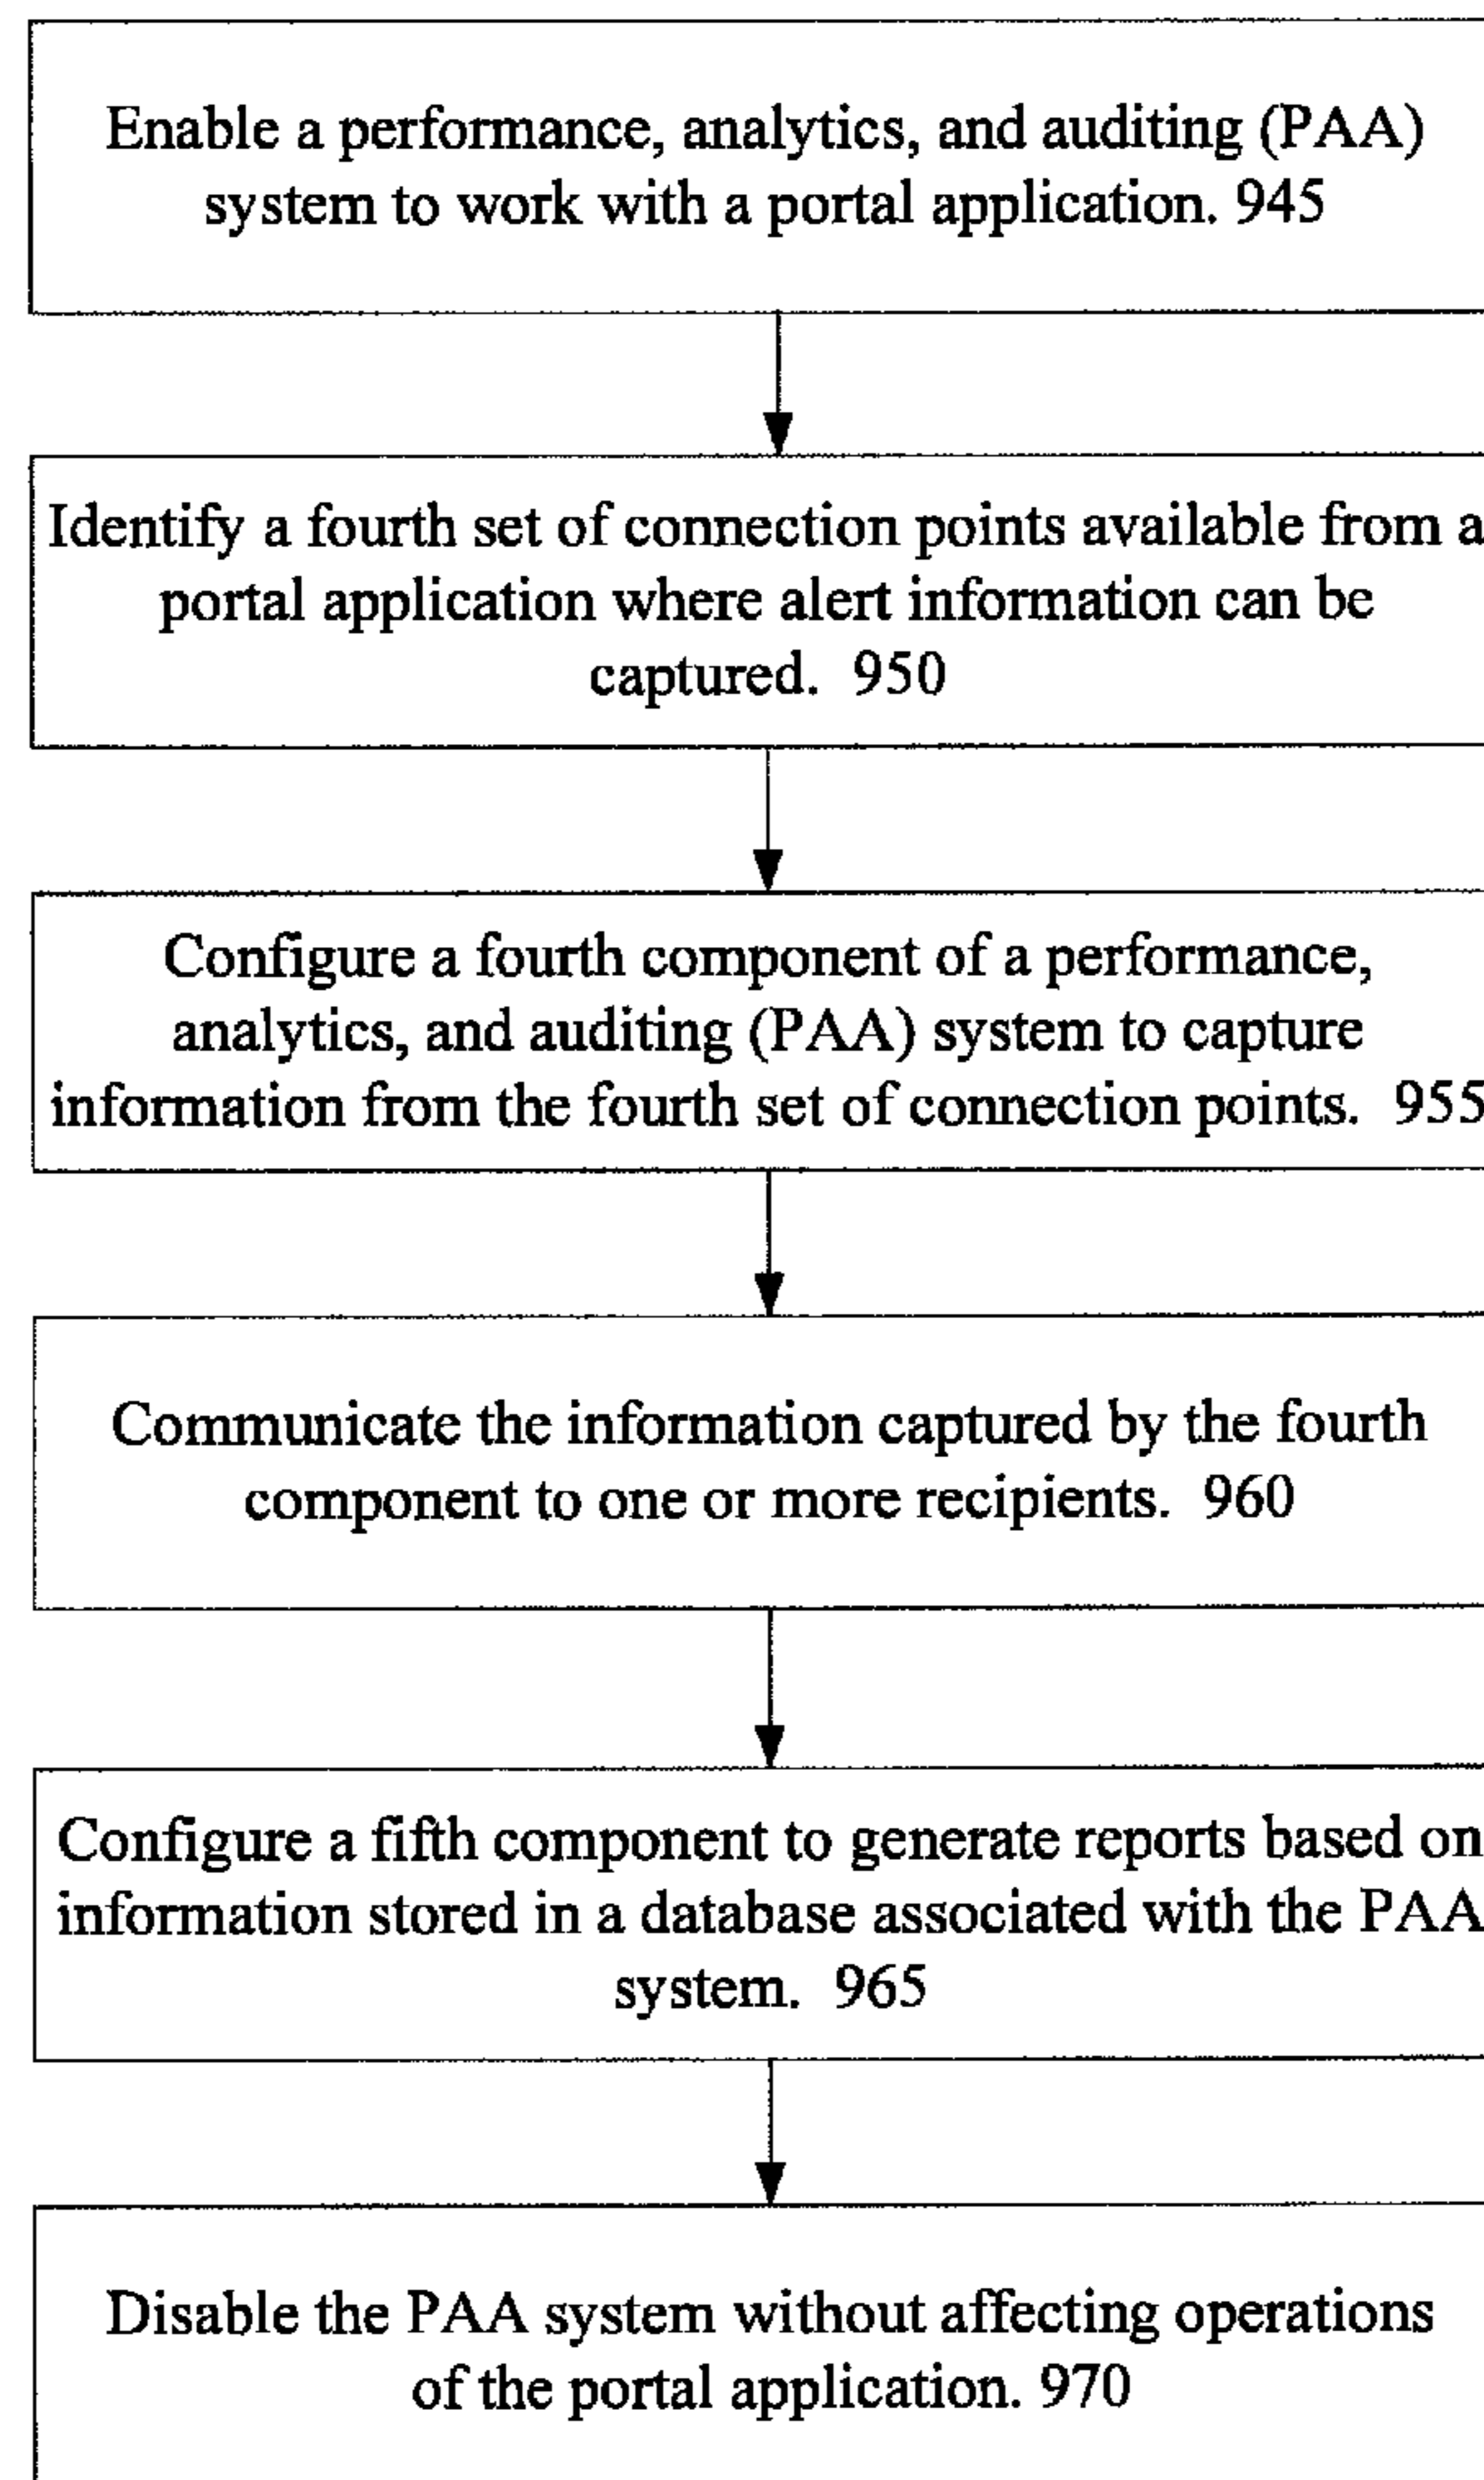 Enable a performance, analytics, and auditing (PAA)
system to work with a portal application. 945
Identify a fourth set of connection points available from a
portal application where alert information can be
captured. 950
Configure a fourth component of a performance,
analytics, and auditing (PAA) system to capture
information from the fourth set of connection points. 955
Communicate the information captured by the fourth
component to one or more recipients. 960
Configure a fifth component to generate reports based on
information stored in a database associated with the PAA
system. 965
Disable the PAA system without affecting operations
of the portal application. 970